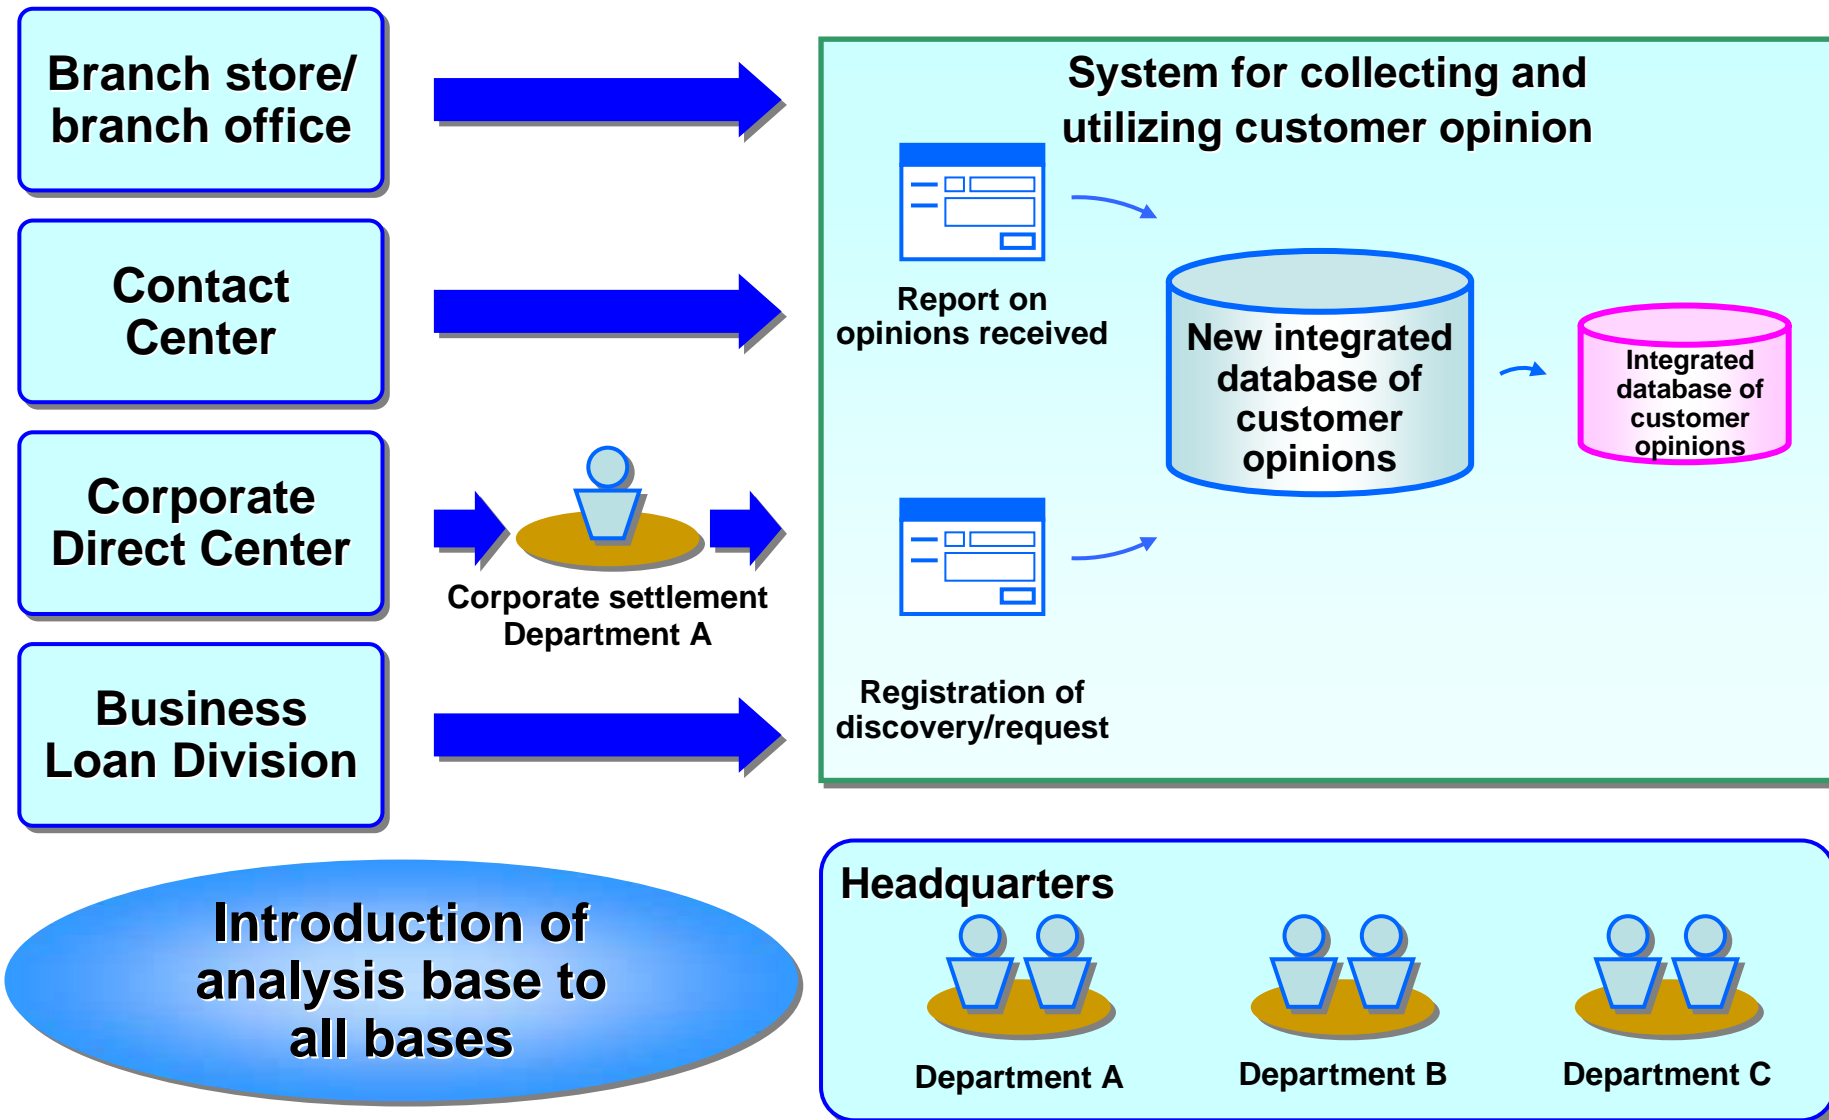 Branch store/
branch office
Contact
Center
Corporate
Direct Center
Corporate settlement
Department A
Business
Loan Division
Introduction of
analysis base to
all bases
System for collecting and
utilizing customer opinion
Report on
opinions received
New integrated
database of
customer
opinions
Integrated
database of
customer
opinions
Registration of
discovery/request
Headquarters
Department A
Department B
Department C